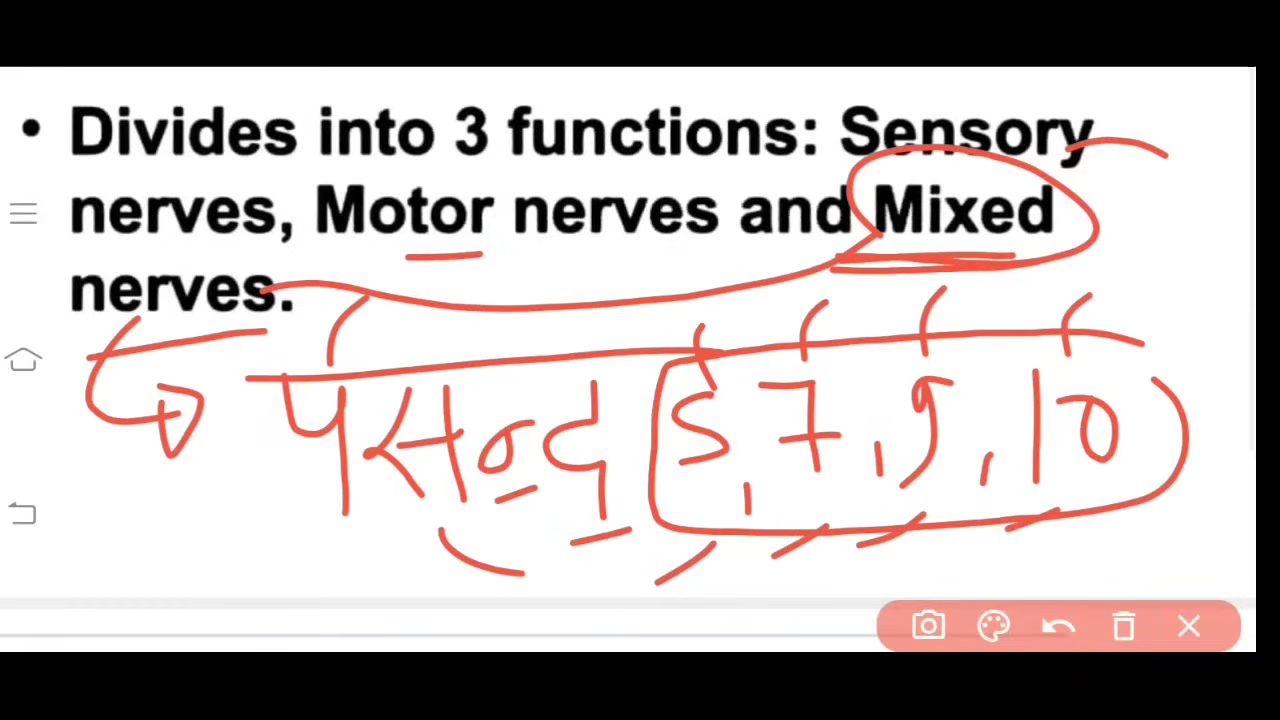 • Divides into 3 functions: Sensory
nerves, Motor nerves and Mixed
nerves.
5, 7, 9, 10